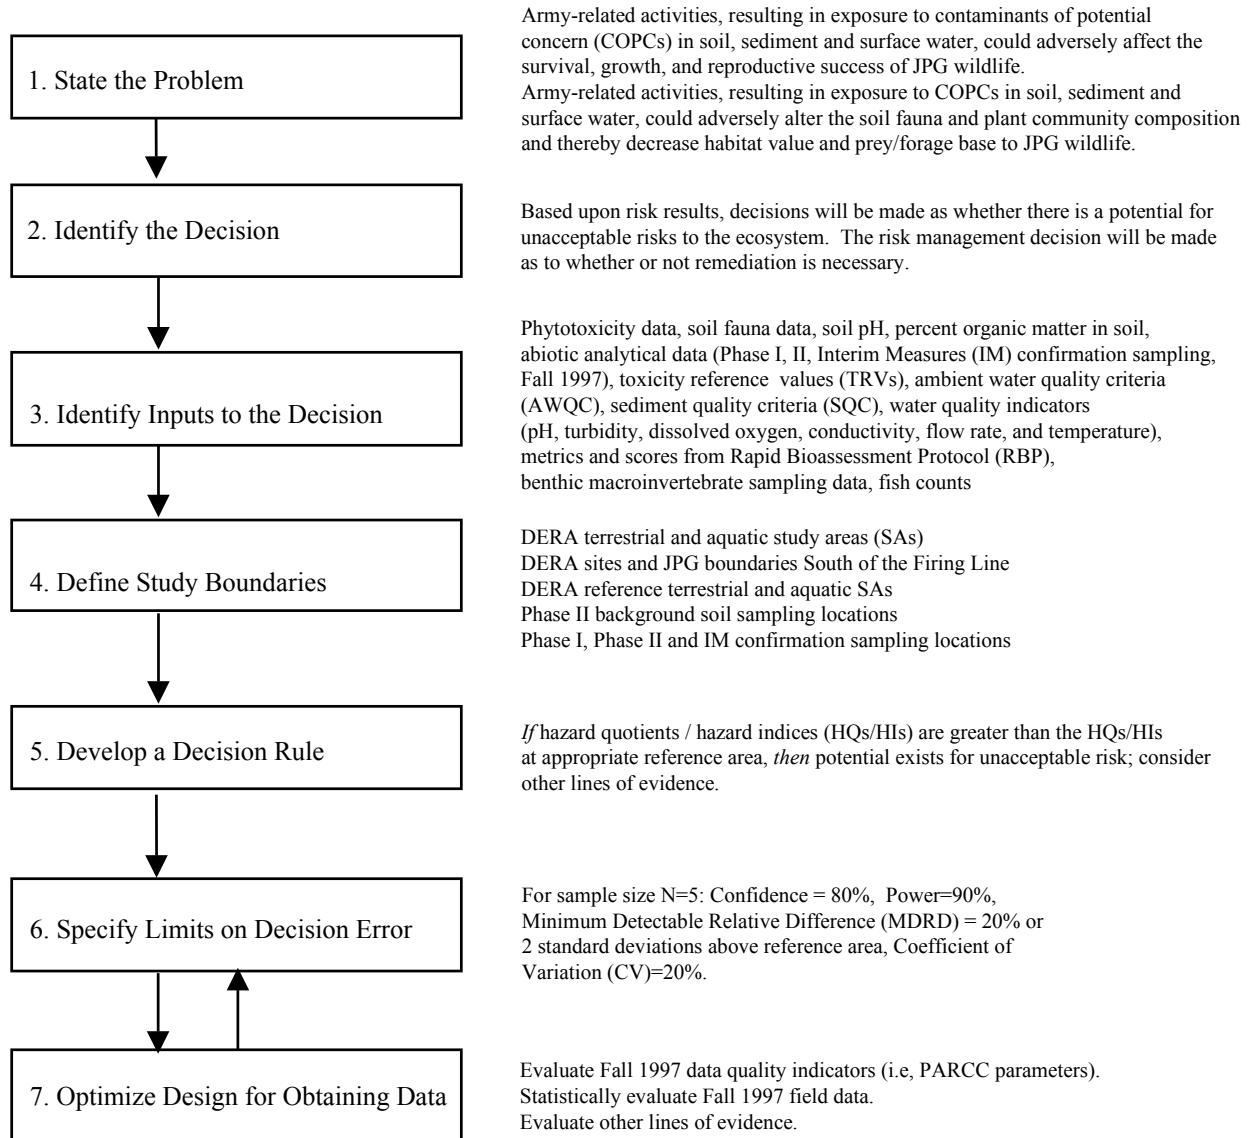 1. State the Problem
Army-related activities, resulting in exposure to contaminants of potential
concern (COPCs) in soil, sediment and surface water, could adversely affect the
survival, growth, and reproductive success of JPG wildlife.
Army-related activities, resulting in exposure to COPCs in soil, sediment and
surface water, could adversely alter the soil fauna and plant community composition
and thereby decrease habitat value and prey/forage base to JPG wildlife.
2. Identify the Decision
Based upon risk results, decisions will be made as whether there is a potential for
unacceptable risks to the ecosystem. The risk management decision will be made
as to whether or not remediation is necessary.
3. Identify Inputs to the Decision
Phytotoxicity data, soil fauna data, soil pH, percent organic matter in soil,
abiotic analytical data (Phase I, II, Interim Measures (IM) confirmation sampling,
Fall 1997), toxicity reference values (TRVs), ambient water quality criteria
(AWQC), sediment quality criteria (SQC), water quality indicators
(pH, turbidity, dissolved oxygen, conductivity, flow rate, and temperature),
metrics and scores from Rapid Bioassessment Protocol (RBP),
benthic macroinvertebrate sampling data, fish counts
4. Define Study Boundaries
DERA terrestrial and aquatic study areas (SAs)
DERA sites and JPG boundaries South of the Firing Line
DERA reference terrestrial and aquatic SAs
Phase II background soil sampling locations
Phase I, Phase II and IM confirmation sampling locations
5. Develop a Decision Rule
If hazard quotients / hazard indices (HQs/HIs) are greater than the HQs/HIs
at appropriate reference area, then potential exists for unacceptable risk; consider
other lines of evidence.
6. Specify Limits on Decision Error
For sample size N=5: Confidence = 80%, Power=90%,
Minimum Detectable Relative Difference (MDRD) = 20% or
2 standard deviations above reference area, Coefficient of
Variation (CV)=20%.
7. Optimize Design for Obtaining Data
Evaluate Fall 1997 data quality indicators (i.e, PARCC parameters).
Statistically evaluate Fall 1997 field data.
Evaluate other lines of evidence.